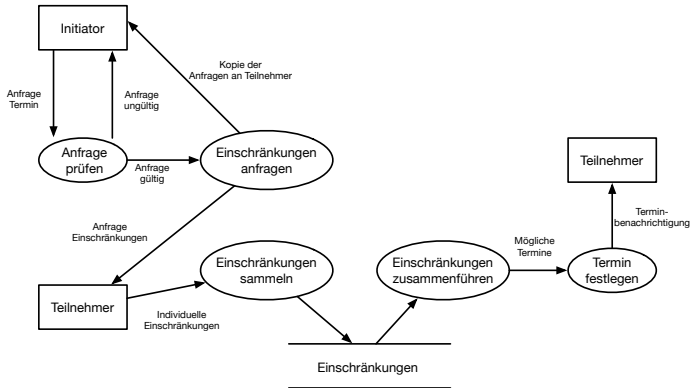 Initiator
Kopie der
Anfragen an Teilnehmer
Anfrage
Termin
Anfrage
ungültig
Anfrage
prüfen
Anfrage
gültig
Einschränkungen
anfragen
Teilnehmer
Anfrage
Einschränkungen
Termin-
benachrichtigung
Einschränkungen
sammeln
Einschränkungen
zusammenführen
Mögliche
Termine
Termin
festlegen
Teilnehmer
Individuelle
Einschränkungen
Einschränkungen